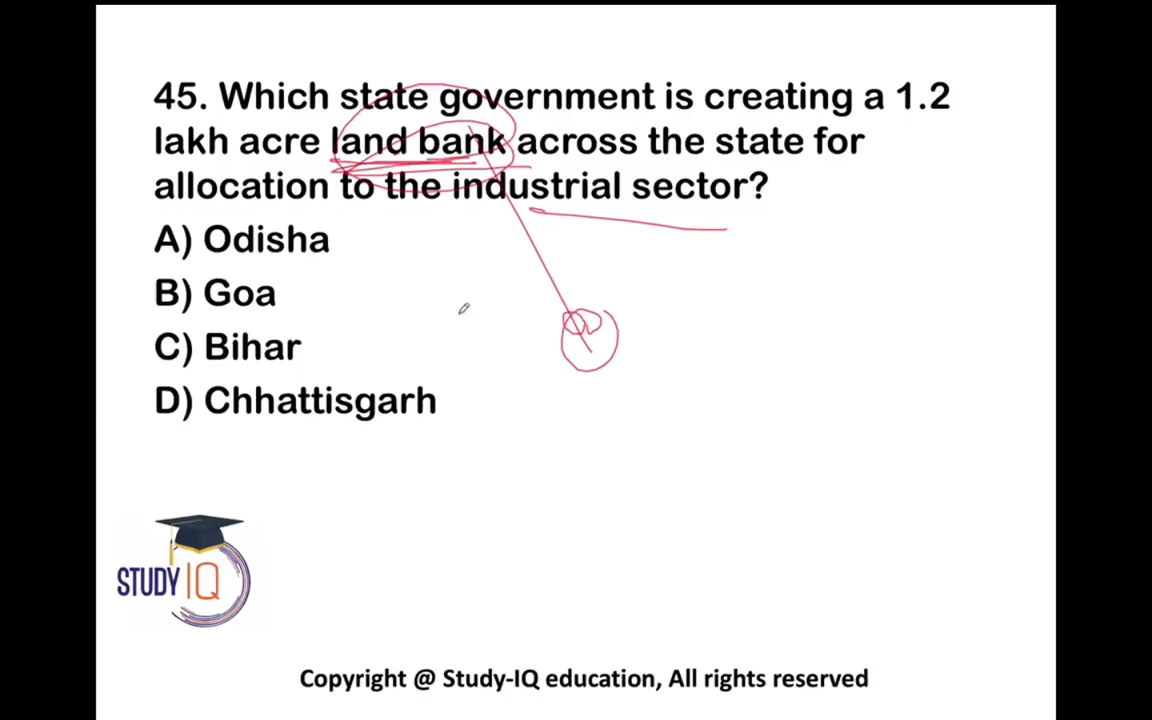 45. Which state government is creating a 1.2
lakh acre land bank across the state for
allocation to the industrial sector?
A) Odisha
B) Goa
C) Bihar
D) Chhattisgarh
STUDY IQ
Copyright @ Study-IQ education, All rights reserved